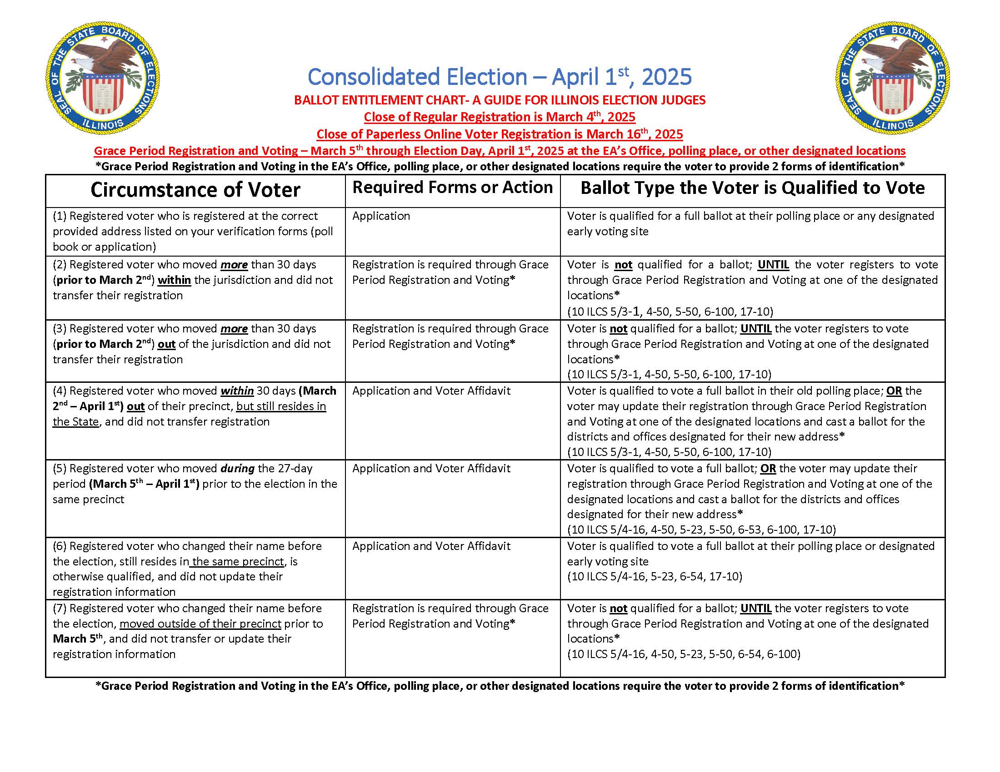 SEAL OF THE STATE BOARD OF ELECTIONS
ILLINOIS
SEAL OF THE STATE BOARD OF ELECTIONS
ILLINOIS
Consolidated Election – April 1st, 2025
BALLOT ENTITLEMENT CHART- A GUIDE FOR ILLINOIS ELECTION JUDGES
Close of Regular Registration is March 4th, 2025
Close of Paperless Online Voter Registration is March 16th, 2025
Grace Period Registration and Voting – March 5th through Election Day, April 1st, 2025 at the EA’s Office, polling place, or other designated locations
*Grace Period Registration and Voting in the EA’s Office, polling place, or other designated locations require the voter to provide 2 forms of identification*
Circumstance of Voter
Required Forms or Action
Ballot Type the Voter is Qualified to Vote
(1) Registered voter who is registered at the correct
provided address listed on your verification forms (poll
book or application)
Application
Voter is qualified for a full ballot at their polling place or any designated
early voting site
(2) Registered voter who moved more than 30 days
(prior to March 2nd) within the jurisdiction and did not
transfer their registration
Registration is required through Grace
Period Registration and Voting*
Voter is not qualified for a ballot; UNTIL the voter registers to vote
through Grace Period Registration and Voting at one of the designated
locations*
(10 ILCS 5/3-1, 4-50, 5-50, 6-100, 17-10)
(3) Registered voter who moved more than 30 days
(prior to March 2nd) out of the jurisdiction and did not
transfer their registration
Registration is required through Grace
Period Registration and Voting*
Voter is not qualified for a ballot; UNTIL the voter registers to vote
through Grace Period Registration and Voting at one of the designated
locations*
(10 ILCS 5/3-1, 4-50, 5-50, 6-100, 17-10)
(4) Registered voter who moved within 30 days (March
2nd – April 1st) out of their precinct, but still resides in
the State, and did not transfer registration
Application and Voter Affidavit
Voter is qualified to vote a full ballot in their old polling place; OR the
voter may update their registration through Grace Period Registration
and Voting at one of the designated locations and cast a ballot for the
districts and offices designated for their new address*
(10 ILCS 5/3-1, 4-50, 5-50, 6-100, 17-10)
(5) Registered voter who moved during the 27-day
period (March 5th – April 1st) prior to the election in the
same precinct
Application and Voter Affidavit
Voter is qualified to vote a full ballot; OR the voter may update their
registration through Grace Period Registration and Voting at one of the
designated locations and cast a ballot for the districts and offices
designated for their new address*
(10 ILCS 5/4-16, 4-50, 5-23, 5-50, 6-53, 6-100, 17-10)
(6) Registered voter who changed their name before
the election, still resides in the same precinct, is
otherwise qualified, and did not update their
registration information
Application and Voter Affidavit
Voter is qualified to vote a full ballot at their polling place or designated
early voting site
(10 ILCS 5/4-16, 5-23, 6-54, 17-10)
(7) Registered voter who changed their name before
the election, moved outside of their precinct prior to
March 5th, and did not transfer or update their
registration information
Registration is required through Grace
Period Registration and Voting*
Voter is not qualified for a ballot; UNTIL the voter registers to vote
through Grace Period Registration and Voting at one of the designated
locations*
(10 ILCS 5/4-16, 4-50, 5-23, 5-50, 6-54, 6-100)
*Grace Period Registration and Voting in the EA’s Office, polling place, or other designated locations require the voter to provide 2 forms of identification*